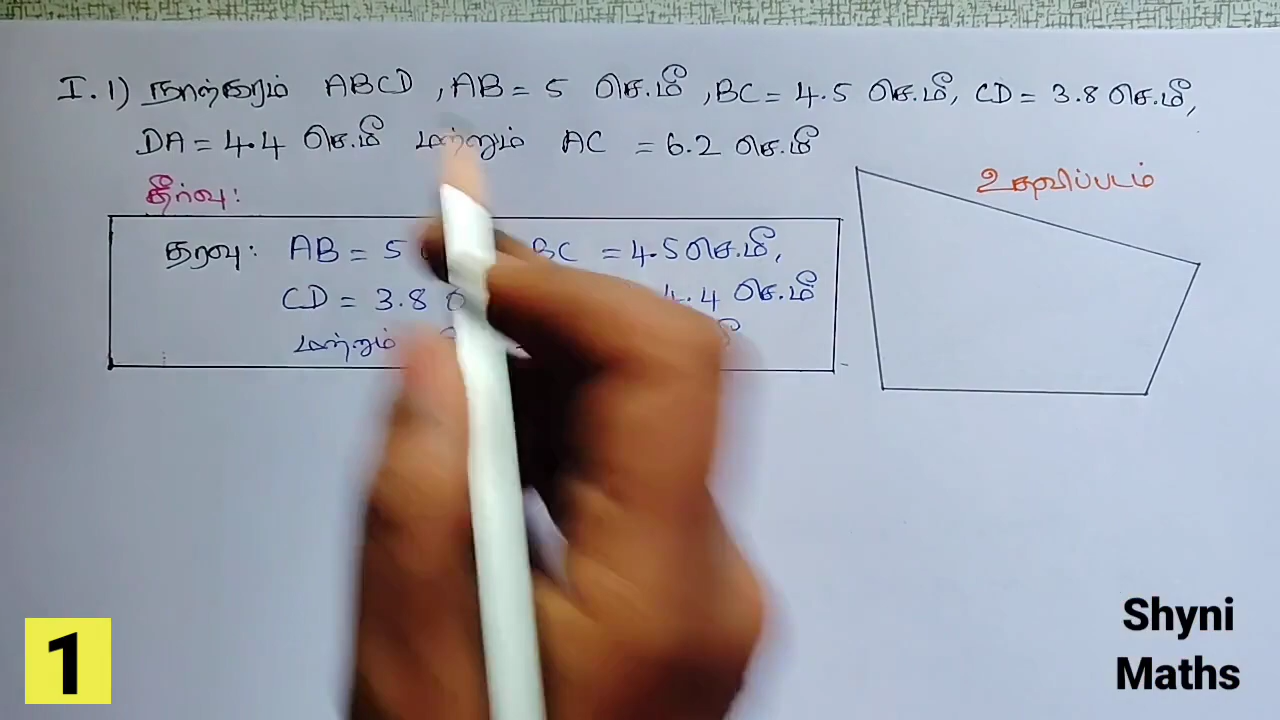 I. 1) நாற்கரம் ABCD , AB = 5 செ.மீ , BC = 4.5 செ.மீ, CD = 3.8 செ.மீ,
DA = 4.4 செ.மீ மற்றும் AC = 6.2 செ.மீ
தீர்வு:
உதவிப்படம்
தரவு: AB = 5 BC = 4.5 செ.மீ,
CD = 3.8 4.4 செ.மீ
மற்றும்
1
Shyni
Maths